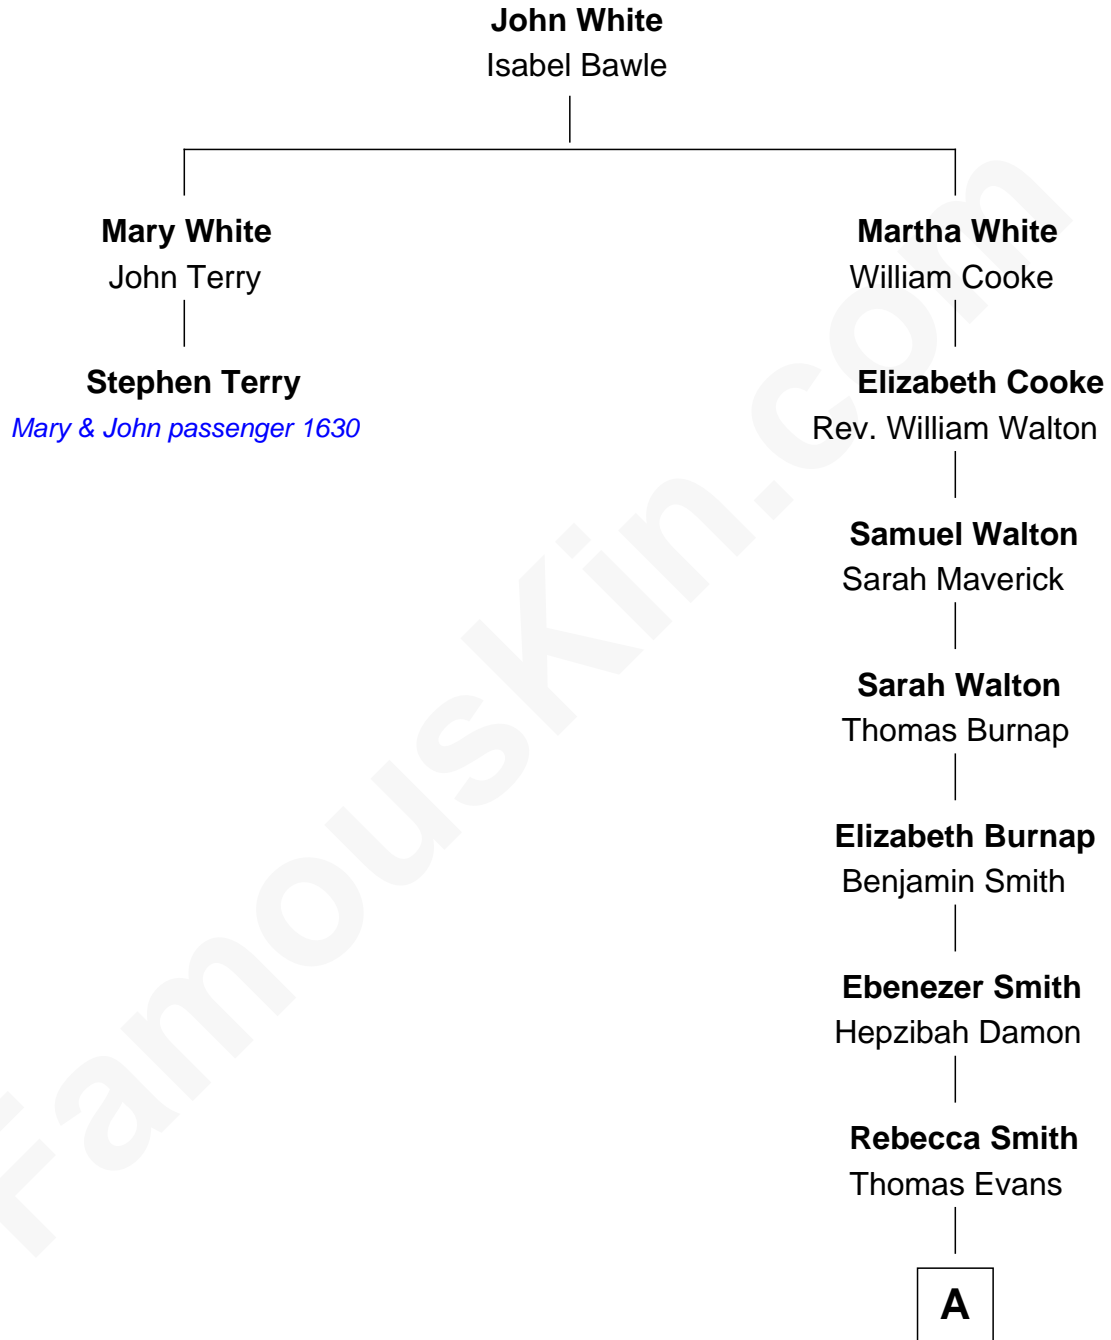 John White
Isabel Bawle
Mary White
John Terry
Martha White
William Cooke
Stephen Terry
Mary & John passenger 1630
Elizabeth Cooke
Rev. William Walton
Samuel Walton
Sarah Maverick
Sarah Walton
Thomas Burnap
Elizabeth Burnap
Benjamin Smith
Ebenezer Smith
Hepzibah Damon
Rebecca Smith
Thomas Evans
A
FamousKin.com